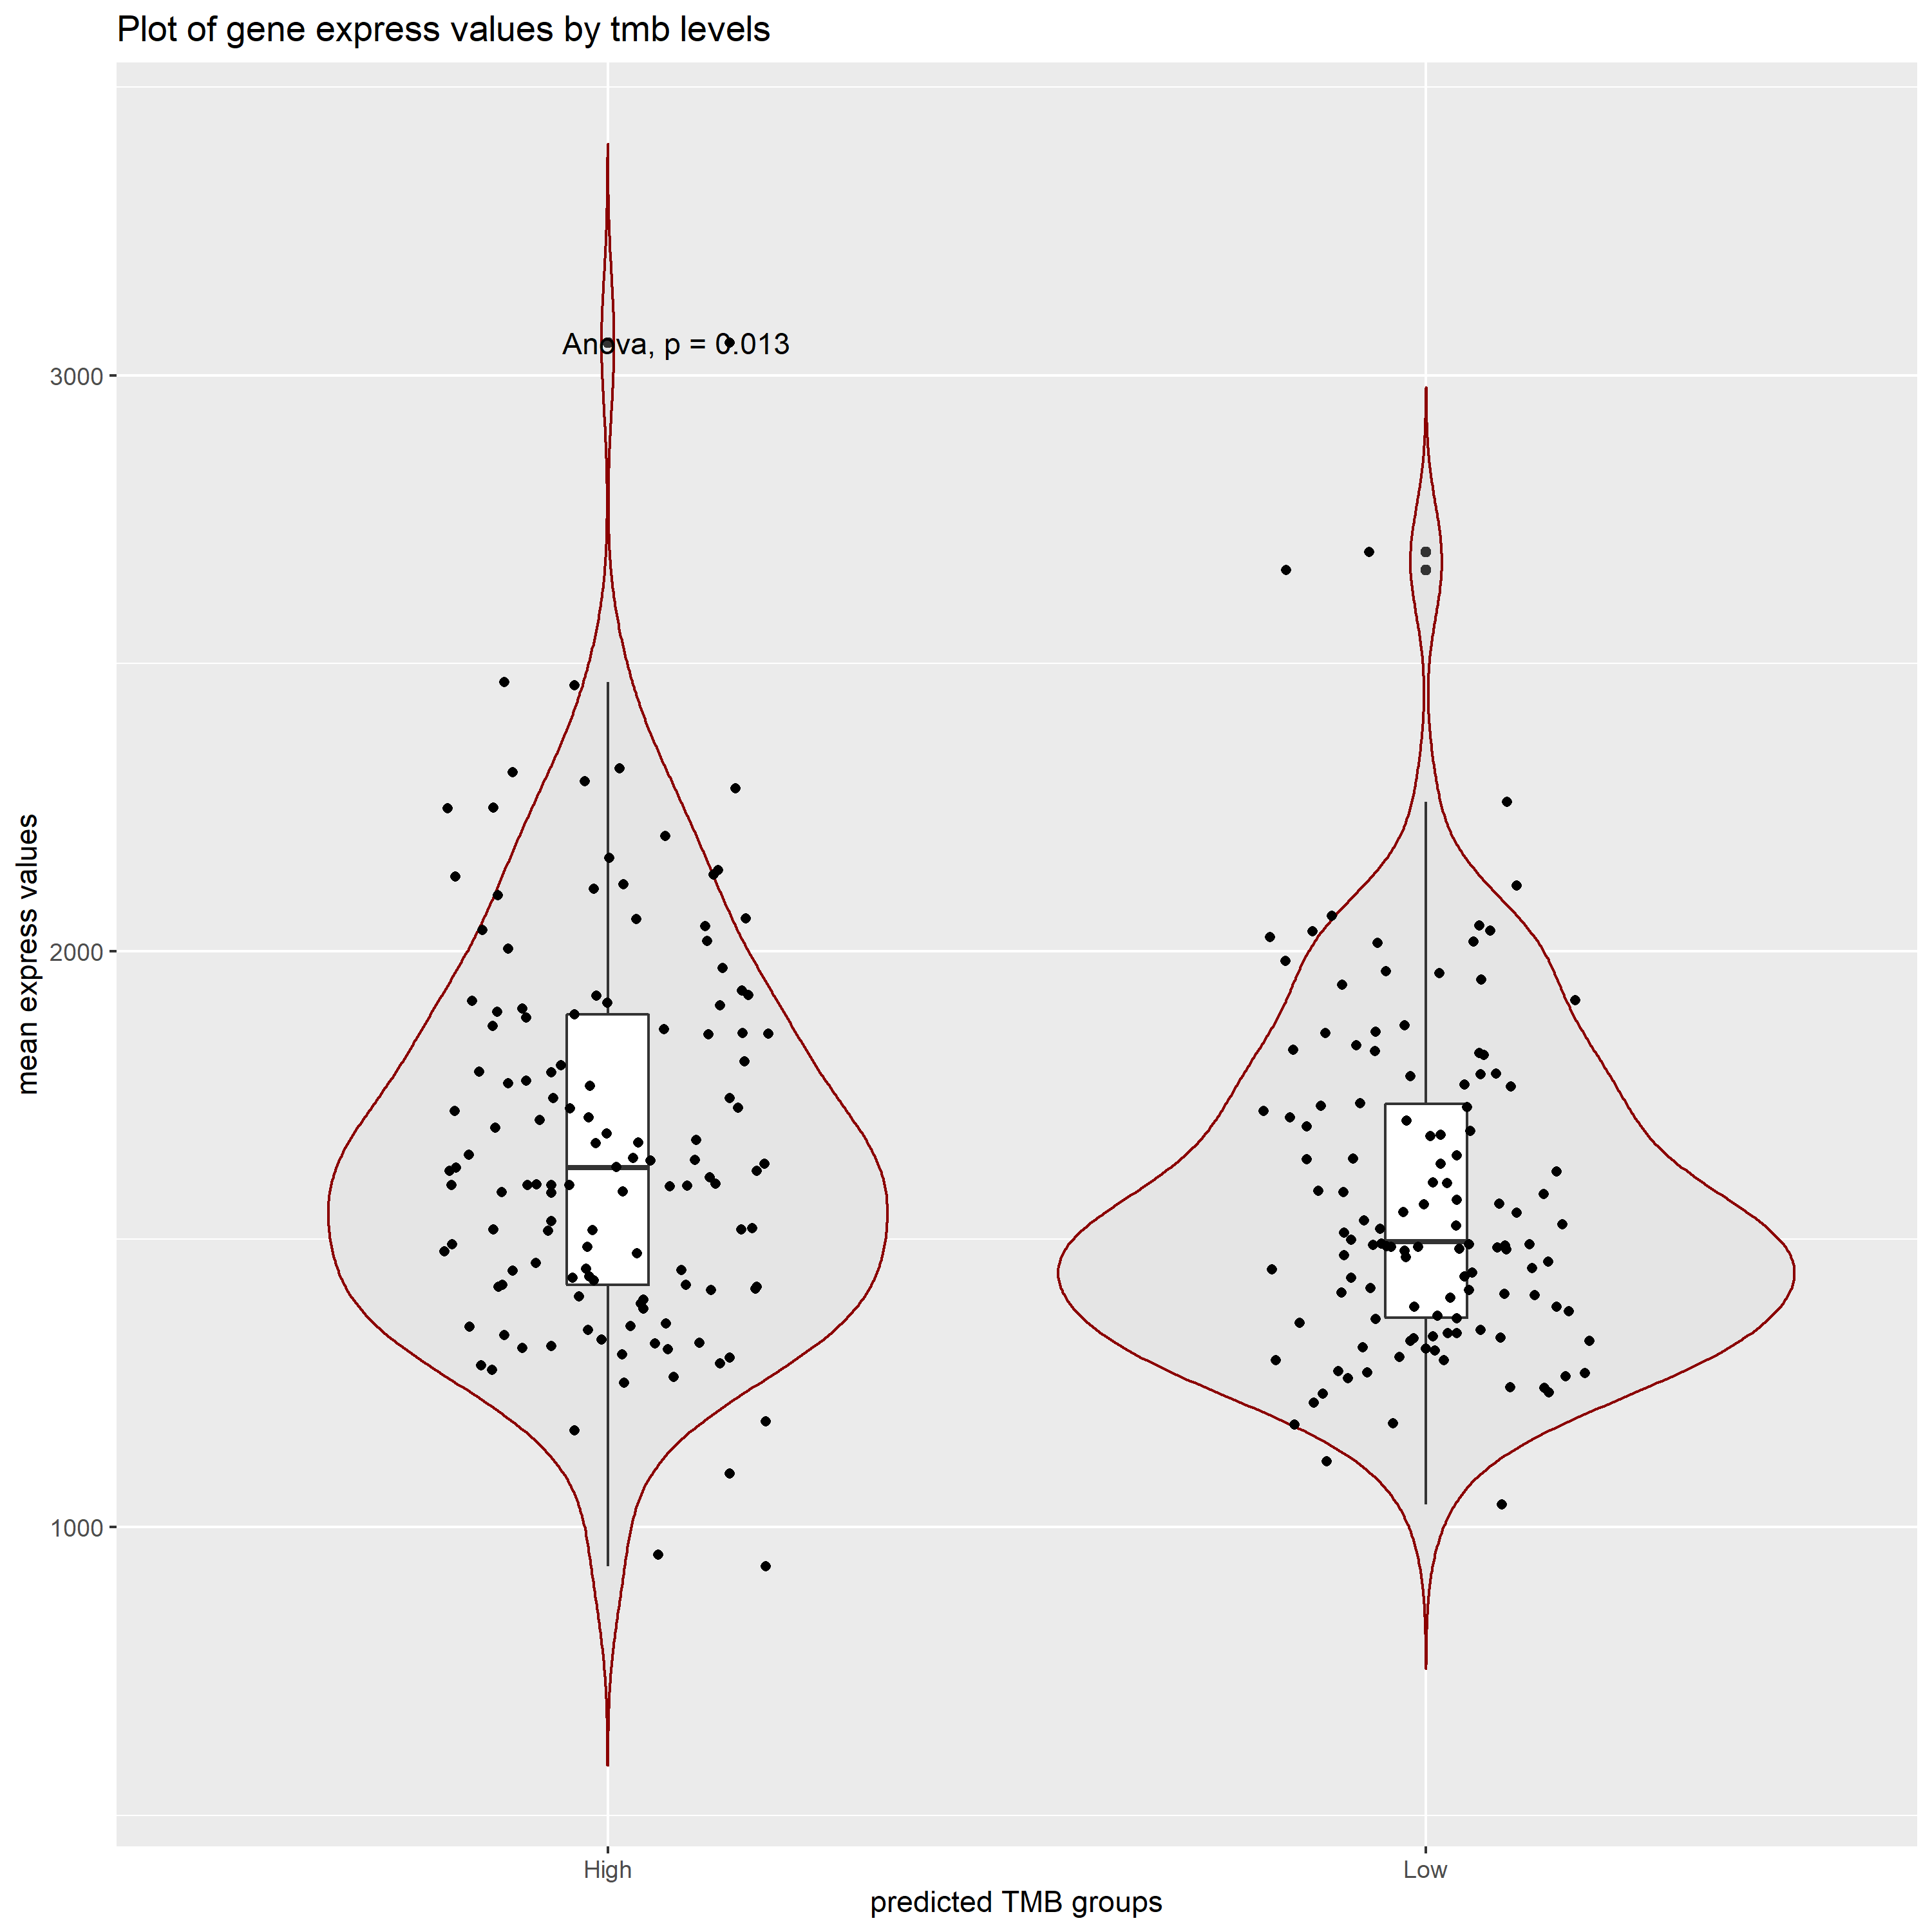 Plot of gene express values by tmb levels
Anova, p = 0.013
3000
2000
1000
mean express values
High
Low
predicted TMB groups